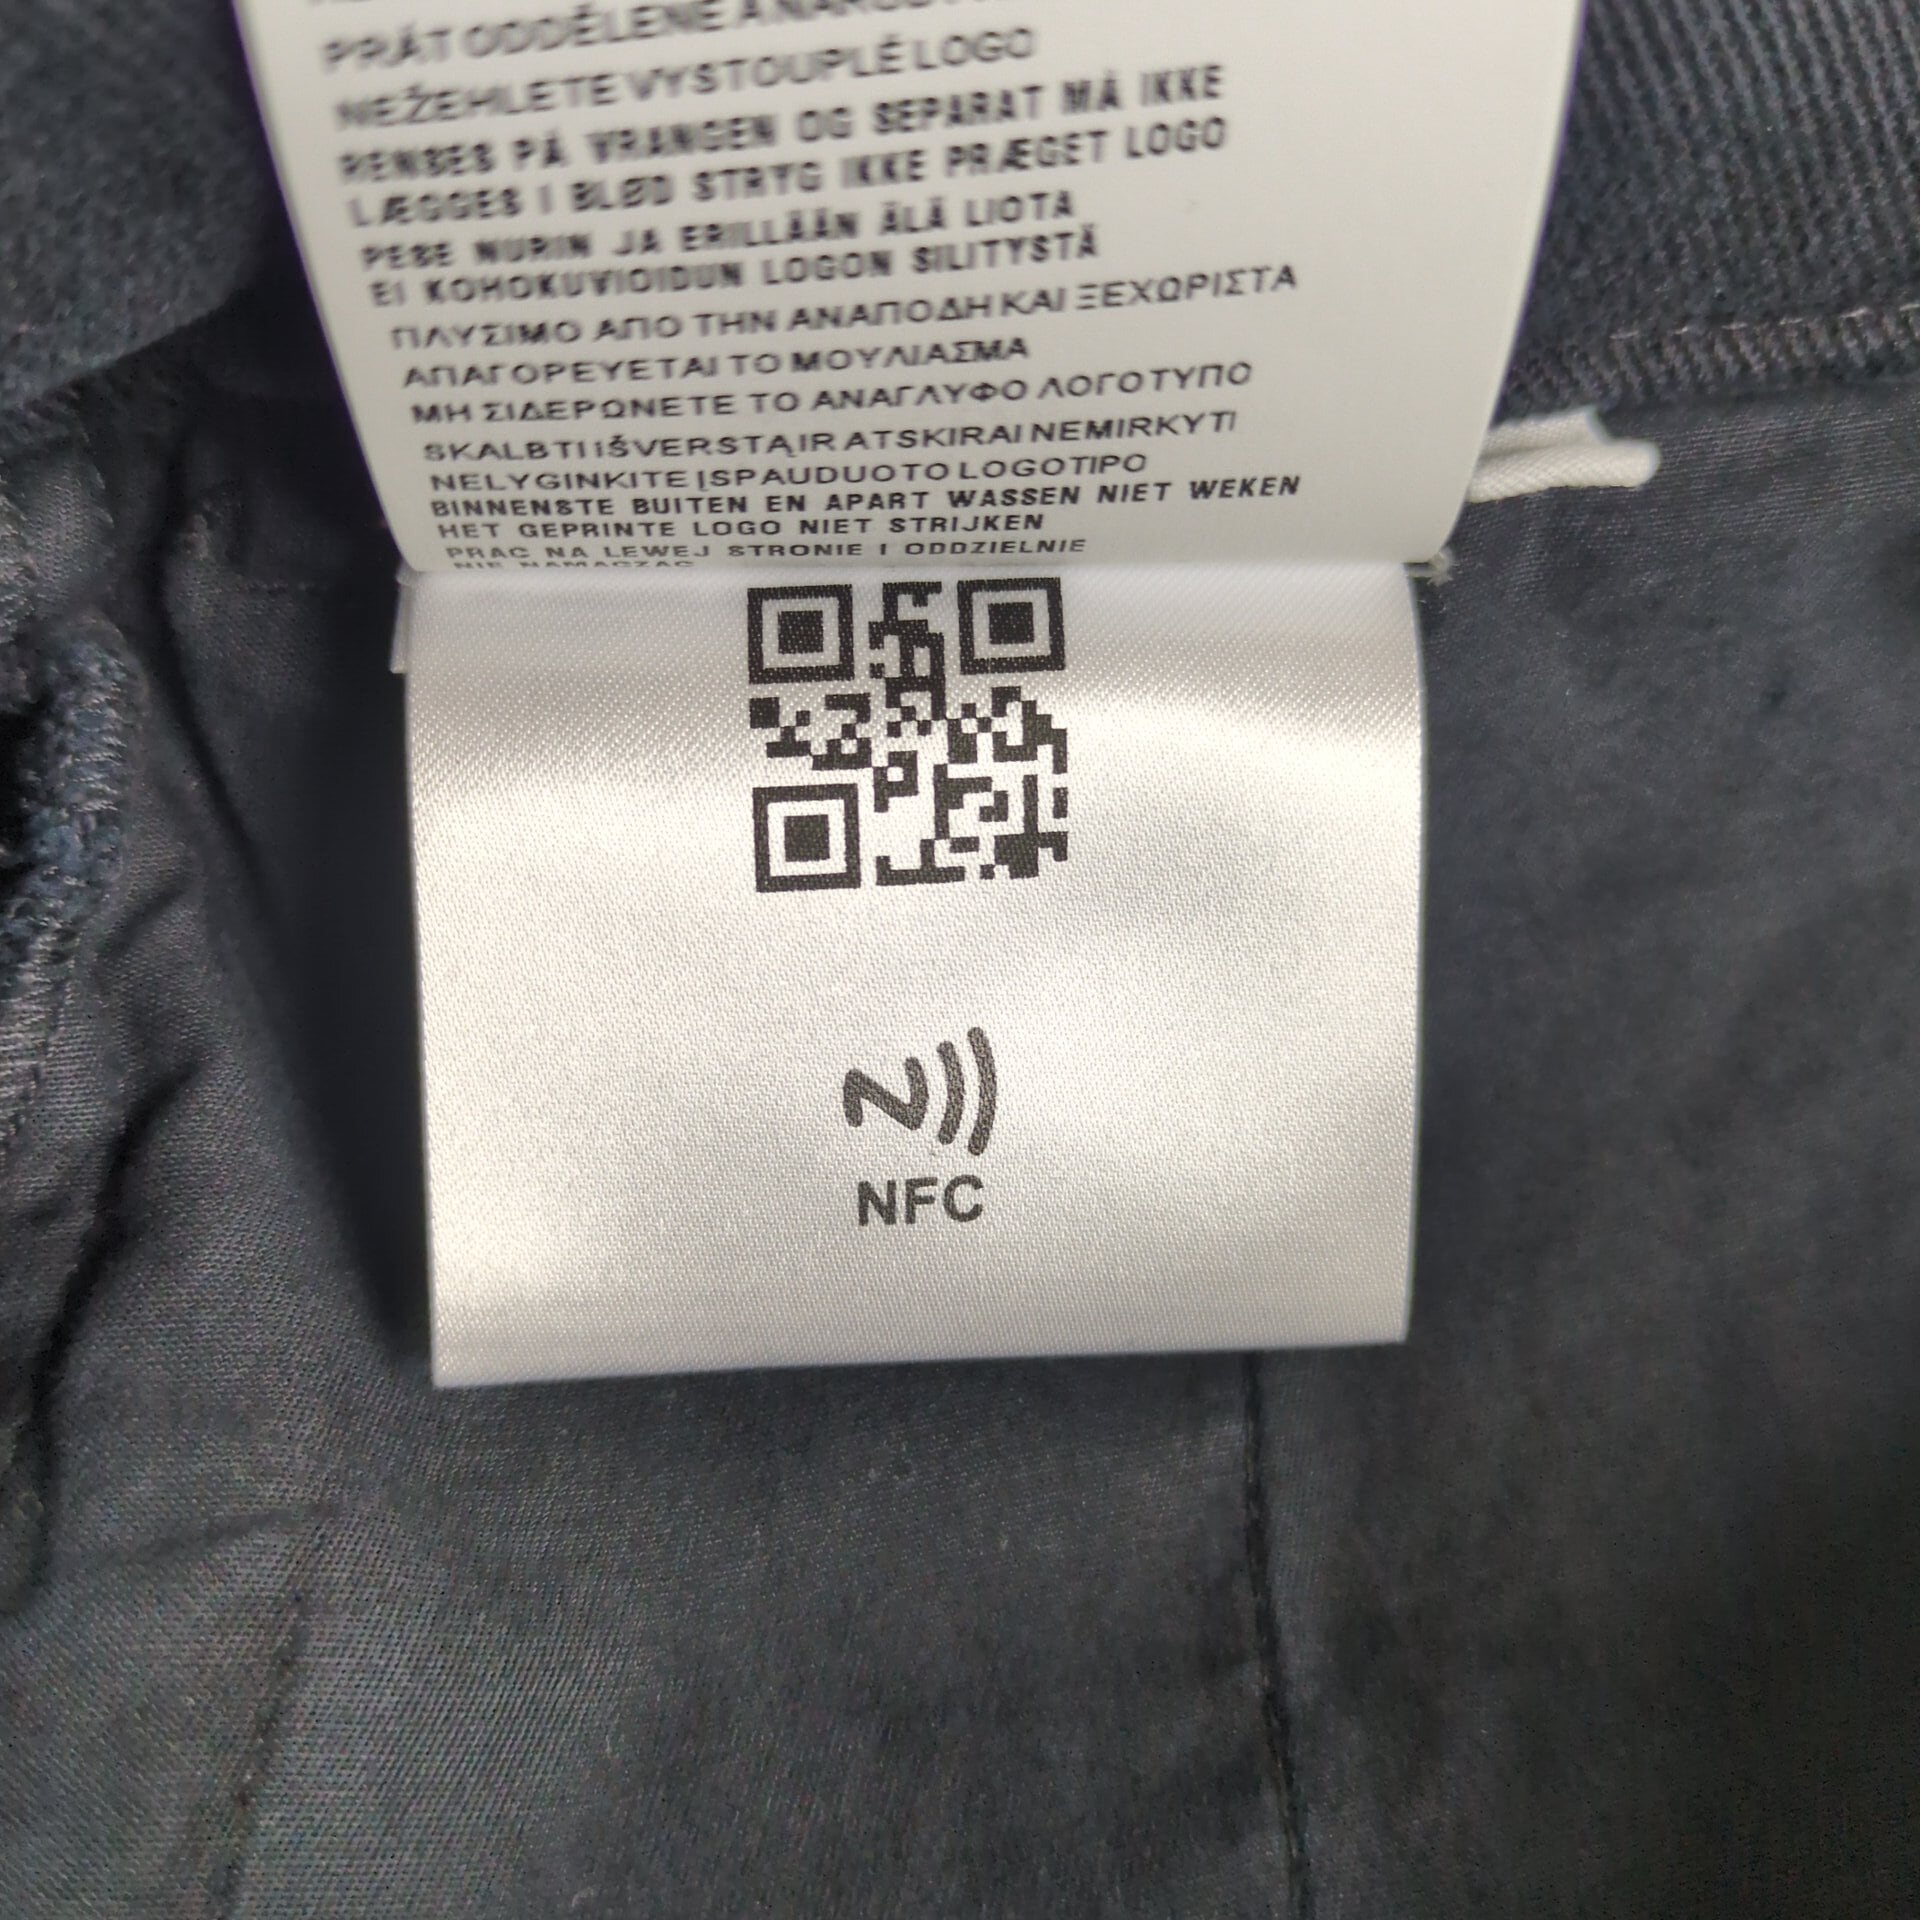 PRÁT ODDĚLENĚ A
NEŽEHLETE VYSTOUPLÉ LOGO
RENSES PÅ VRANGEN OG SEPARAT MÅ IKKE
LÆGGES I BLØD STRYG IKKE PRÆGET LOGO
PESE NURIN JA ERILLÄÄN ÄLÄ LIOTA
EI KOHOKUVIOIDUN LOGON SILITYSTÄ
ΠΛΥΣΙΜΟ ΑΠΟ ΤΗΝ ΑΝΑΠΟΔΗ ΚΑΙ ΞΕΧΩΡΙΣΤΑ
ΑΠΑΓΟΡΕΥΕΤΑΙ ΤΟ ΜΟΥΛΙΑΣΜΑ
ΜΗ ΣΙΔΕΡΩΝΕΤΕ ΤΟ ΑΝΑΓΛΥΦΟ ΛΟΓΟΤΥΠΟ
SKALBTI IŠVERSTĄ IR ATSKIRAI NEMIRKYTI
NELYGINKITE ĮSPAUDUOTO LOGOTIPO
BINNENSTE BUITEN EN APART WASSEN NIET WEKEN
HET GEPRINTE LOGO NIET STRIJKEN
PRAC NA LEWEJ STRONIE I ODDZIELNIE
NIE NAMACZAC
NFC